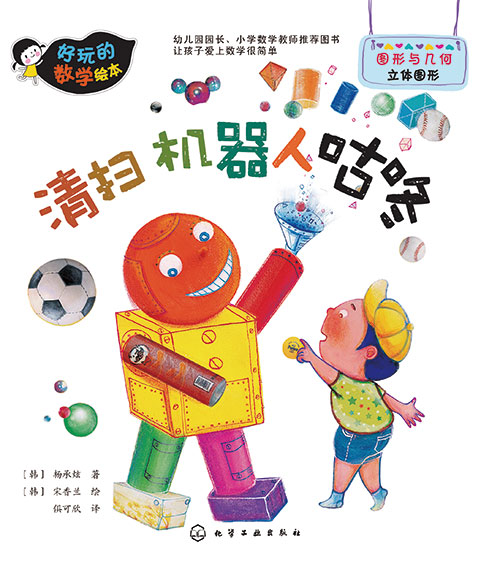 好玩的
数学绘本
幼儿园园长、小学数学教师推荐图书
让孩子爱上数学很简单
图形与几何
立体图形
清扫机器人咕咚
[韩] 杨承炫 著
[韩] 宋香兰 绘
俱可欣 译
化学工业出版社